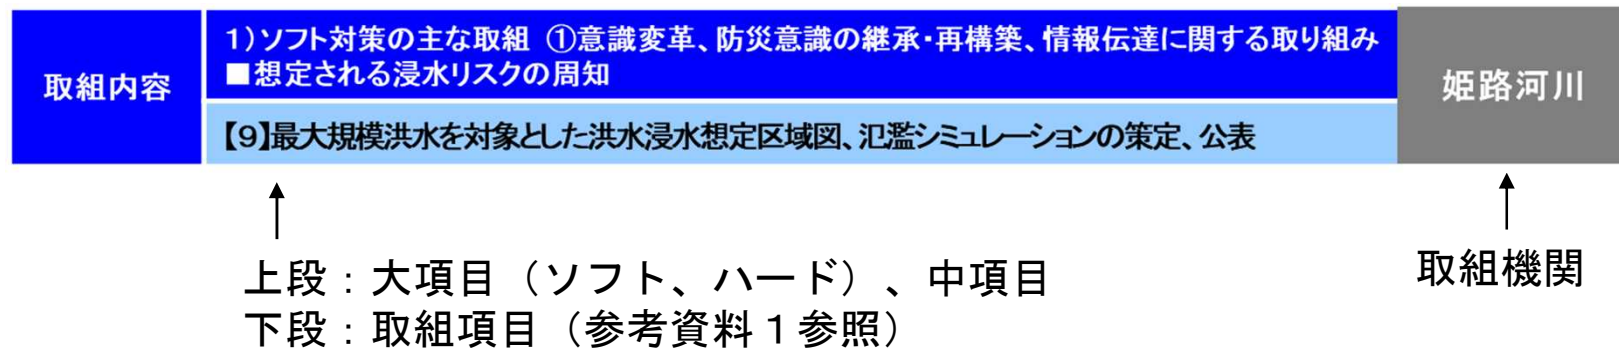 取組内容
1)ソフト対策の主な取組 ①意識変革、防災意識の継承・再構築、情報伝達に関する取り組み
■想定される浸水リスクの周知
【9】最大規模洪水を対象とした洪水浸水想定区域図、氾濫シミュレーションの策定、公表
姫路河川
上段：大項目（ソフト、ハード）、中項目
下段：取組項目（参考資料１参照）
取組機関